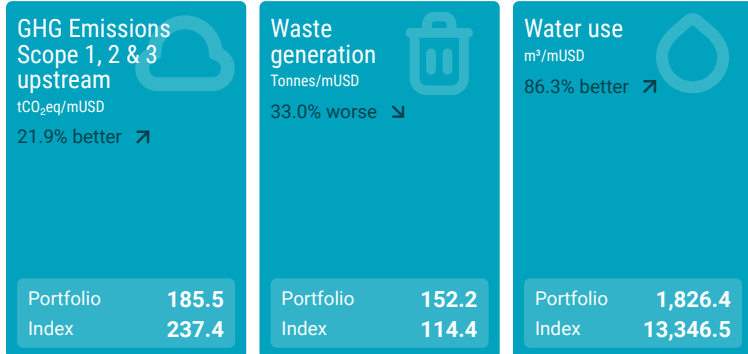 GHG Emissions
Scope 1, 2 & 3
upstream
tCO₂eq/mUSD
21.9% better
Portfolio 185.5
Index 237.4
Waste
generation
Tonnes/mUSD
33.0% worse
Portfolio 152.2
Index 114.4
Water use
m³/mUSD
86.3% better
Portfolio 1,826.4
Index 13,346.5